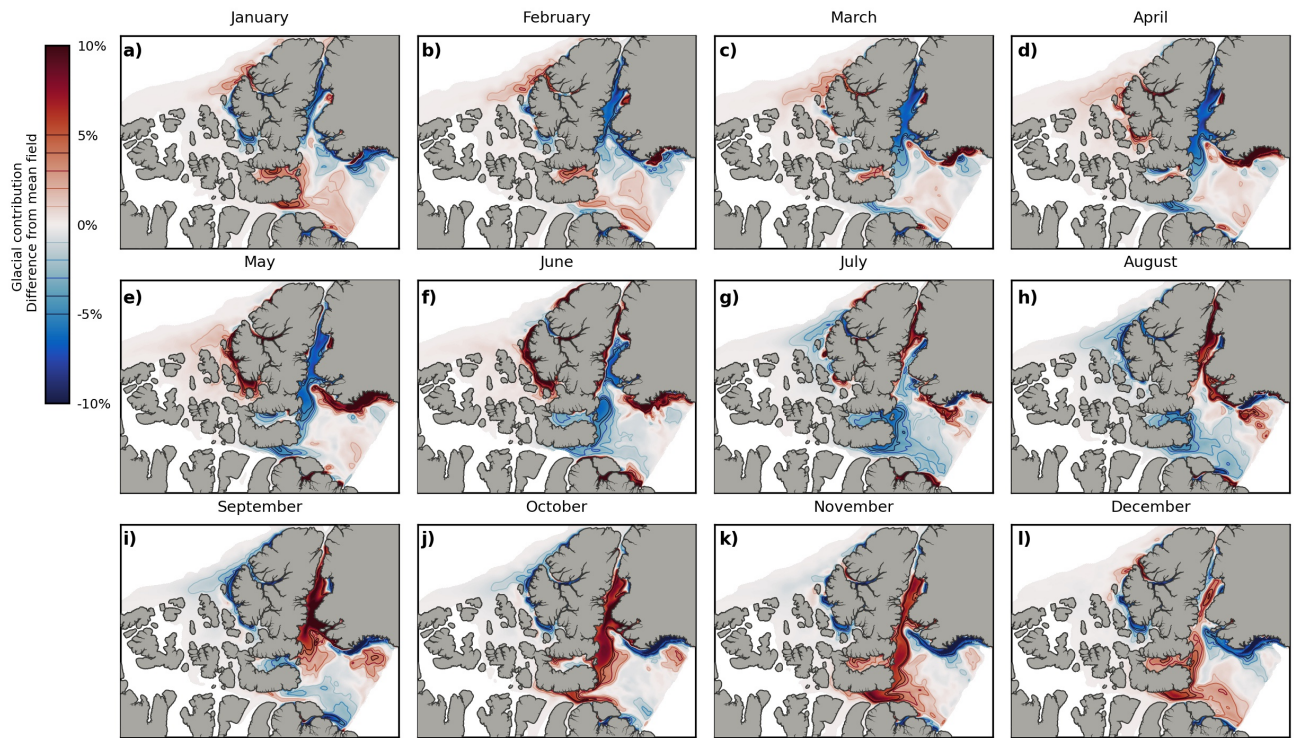 January
February
March
April
a)
b)
c)
d)
10%
5%
0%
-5%
-10%
Glacial contribution
Difference from mean field
May
June
July
August
e)
f)
g)
h)
September
October
November
December
i)
j)
k)
l)